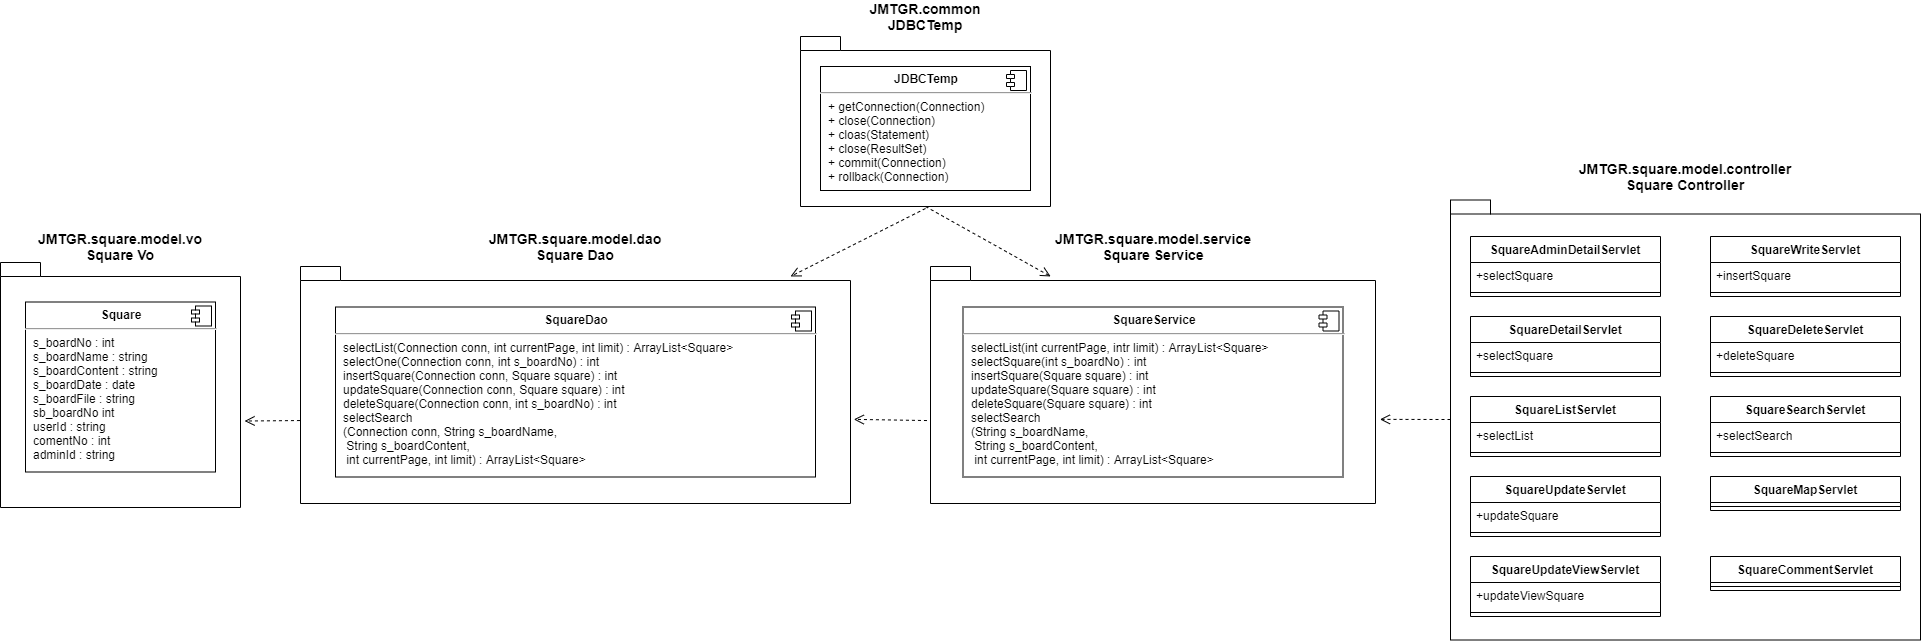 JMTGR.common
JDBCTemp
JDBCTemp
+ getConnection(Connection)
+ close(Connection)
+ cloas(Statement)
+ close(ResultSet)
+ commit(Connection)
+ rollback(Connection)
JMTGR.square.model.vo
Square Vo
Square
s_boardNo : int
s_boardName : string
s_boardContent : string
s_boardDate : date
s_boardFile : string
sb_boardNo int
userId : string
comentNo : int
adminId : string
JMTGR.square.model.dao
Square Dao
SquareDao
selectList(Connection conn, int currentPage, int limit) : ArrayList<Square>
selectOne(Connection conn, int s_boardNo) : int
insertSquare(Connection conn, Square square) : int
updateSquare(Connection conn, Square square) : int
deleteSquare(Connection conn, int s_boardNo) : int
selectSearch
(Connection conn, String s_boardName,
String s_boardContent,
int currentPage, int limit) : ArrayList<Square>
JMTGR.square.model.service
Square Service
SquareService
selectList(int currentPage, intr limit) : ArrayList<Square>
selectSquare(int s_boardNo) : int
insertSquare(Square square) : int
updateSquare(Square square) : int
deleteSquare(Square square) : int
selectSearch
(String s_boardName,
String s_boardContent,
int currentPage, int limit) : ArrayList<Square>
JMTGR.square.model.controller
Square Controller
SquareAdminDetailServlet
+selectSquare
SquareWriteServlet
+insertSquare
SquareDetailServlet
+selectSquare
SquareDeleteServlet
+deleteSquare
SquareListServlet
+selectList
SquareSearchServlet
+selectSearch
SquareUpdateServlet
+updateSquare
SquareMapServlet
SquareUpdateViewServlet
+updateViewSquare
SquareCommentServlet